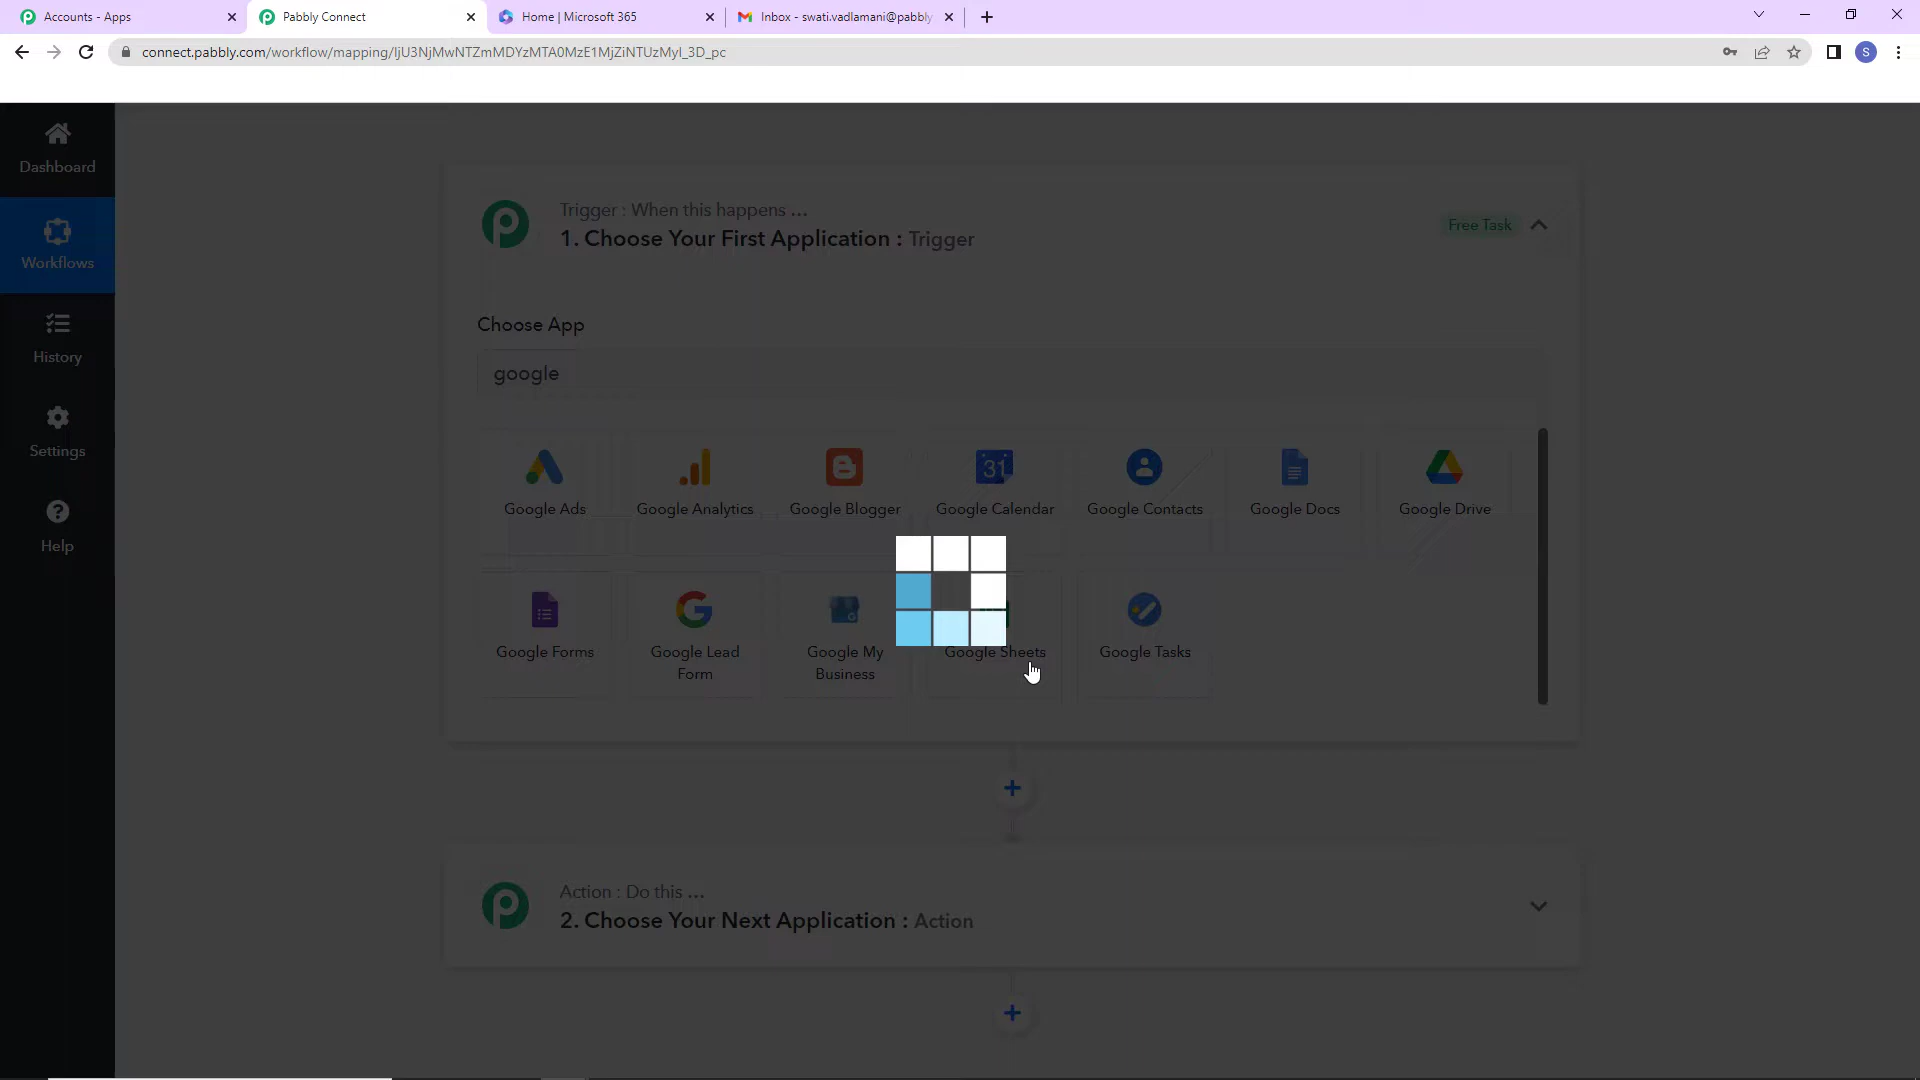 Accounts - Apps
Pabbly Connect
Home | Microsoft 365
Inbox - swati.vadlamani@pabbly
connect.pabbly.com/workflow/mapping/IjU3NjMwNTZmMDYzMTA0MzE1MjZiNTUzMyI_3D_pc
S
Dashboard
Workflows
History
Settings
Help
Trigger : When this happens ...
1. Choose Your First Application : Trigger
Free Task
Choose App
google
31
Google Ads
Google Analytics
Google Blogger
Google Calendar
Google Contacts
Google Docs
Google Drive
Google Forms
Google Lead
Form
Google My
Business
Google Sheets
Google Tasks
Action : Do this ...
2. Choose Your Next Application : Action